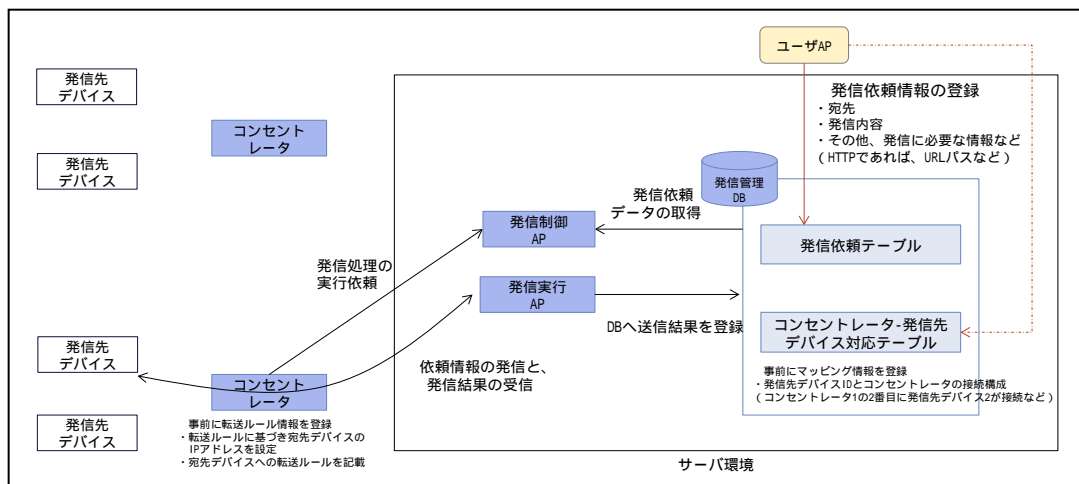 ユーザAP
発信依頼情報の登録
・宛先
・発信内容
・その他、発信に必要な情報など
(HTTPであれば、URLパスなど)
発信先
デバイス
コンセント
レータ
発信先
デバイス
発信管理
DB
発信依頼
データの取得
発信制御
AP
発信依頼テーブル
発信処理の
実行依頼
発信実行
AP
DBへ送信結果を登録
コンセントレータ-発信先
デバイス対応テーブル
事前にマッピング情報を登録
・発信先デバイスIDとコンセントレータの接続構成
(コンセントレータ1の2番目に発信先デバイス2が接続など)
発信先
デバイス
依頼情報の発信と、
発信結果の受信
コンセント
レータ
事前に転送ルール情報を登録
・転送ルールに基づき宛先デバイスの
IPアドレスを設定
・宛先デバイスへの転送ルールを記載
発信先
デバイス
サーバ環境